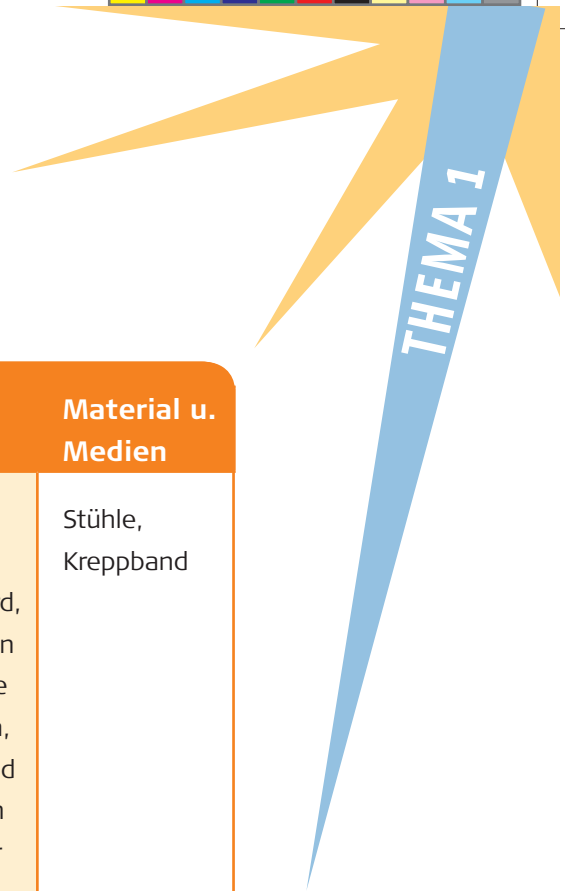 THEMA 1
Material u.
Medien
Stühle,
Kreppband